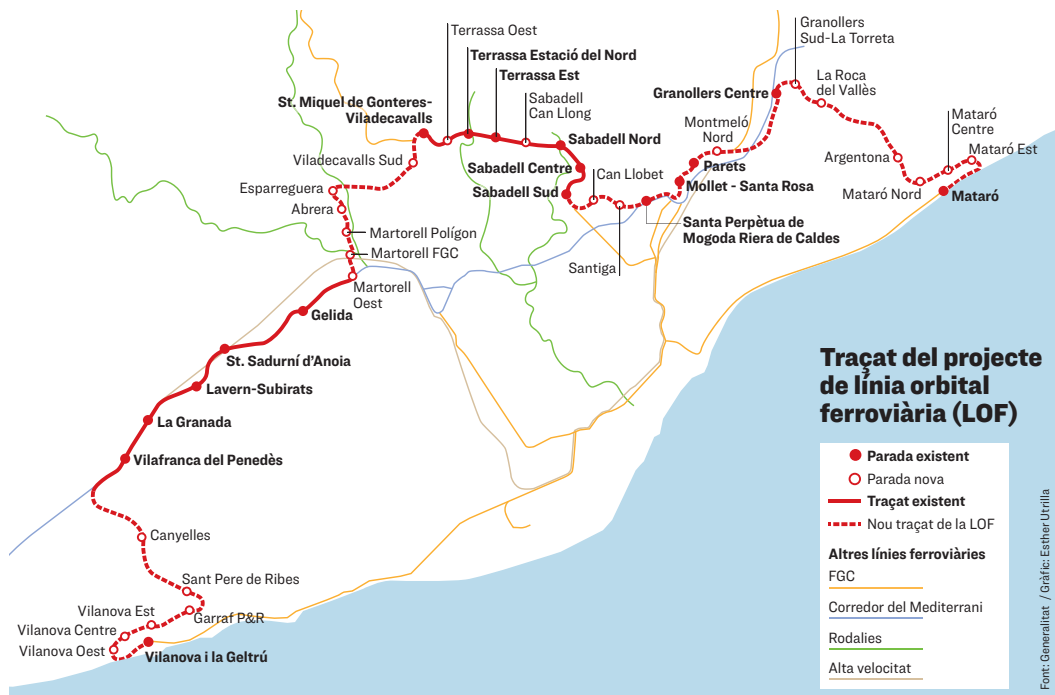 Granollers
Sud-La Torreta
Terrassa Oest
Terrassa Estació del Nord
Terrassa Est
La Roca
del Vallès
Granollers Centre
St. Miquel de Gonteres-
Viladecavalls
Sabadell
Can Llong
Montmeló
Nord
Mataró
Centre
Mataró Est
Sabadell Nord
Viladecavalls Sud
Sabadell Centre
Can Llobet
Parets
Argentona
Esparreguera
Sabadell Sud
Mollet - Santa Rosa
Mataró Nord
Mataró
Abrera
Martorell Polígon
Santa Perpètua de
Mogoda Riera de Caldes
Martorell FGC
Santiga
Martorell
Oest
Gelida
St. Sadurní d'Anoia
Lavern-Subirats
La Granada
Vilafranca del Penedès
Canyelles
Sant Pere de Ribes
Vilanova Est
Garraf P&R
Vilanova Centre
Vilanova Oest
Vilanova i la Geltrú
Traçat del projecte
de línia orbital
ferroviària (LOF)
Parada existent
Parada nova
Traçat existent
Nou traçat de la LOF
Altres línies ferroviàries
FGC
Corredor del Mediterrani
Rodalies
Alta velocitat
Font: Generalitat / Gràfic: Esther Utrilla